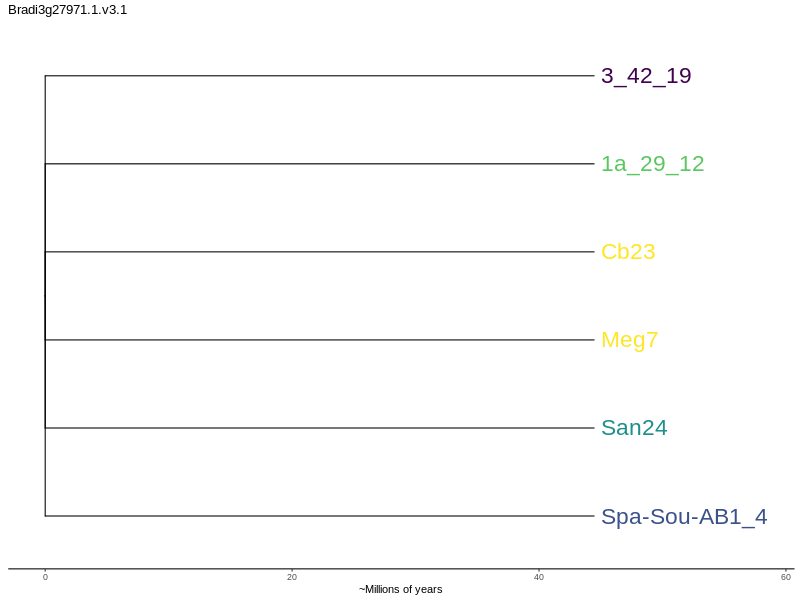 Bradi3g27971.1.v3.1
3_42_19
1a_29_12
Cb23
Meg7
San24
Spa-Sou-AB1_4
0 20 40 60
~Millions of years